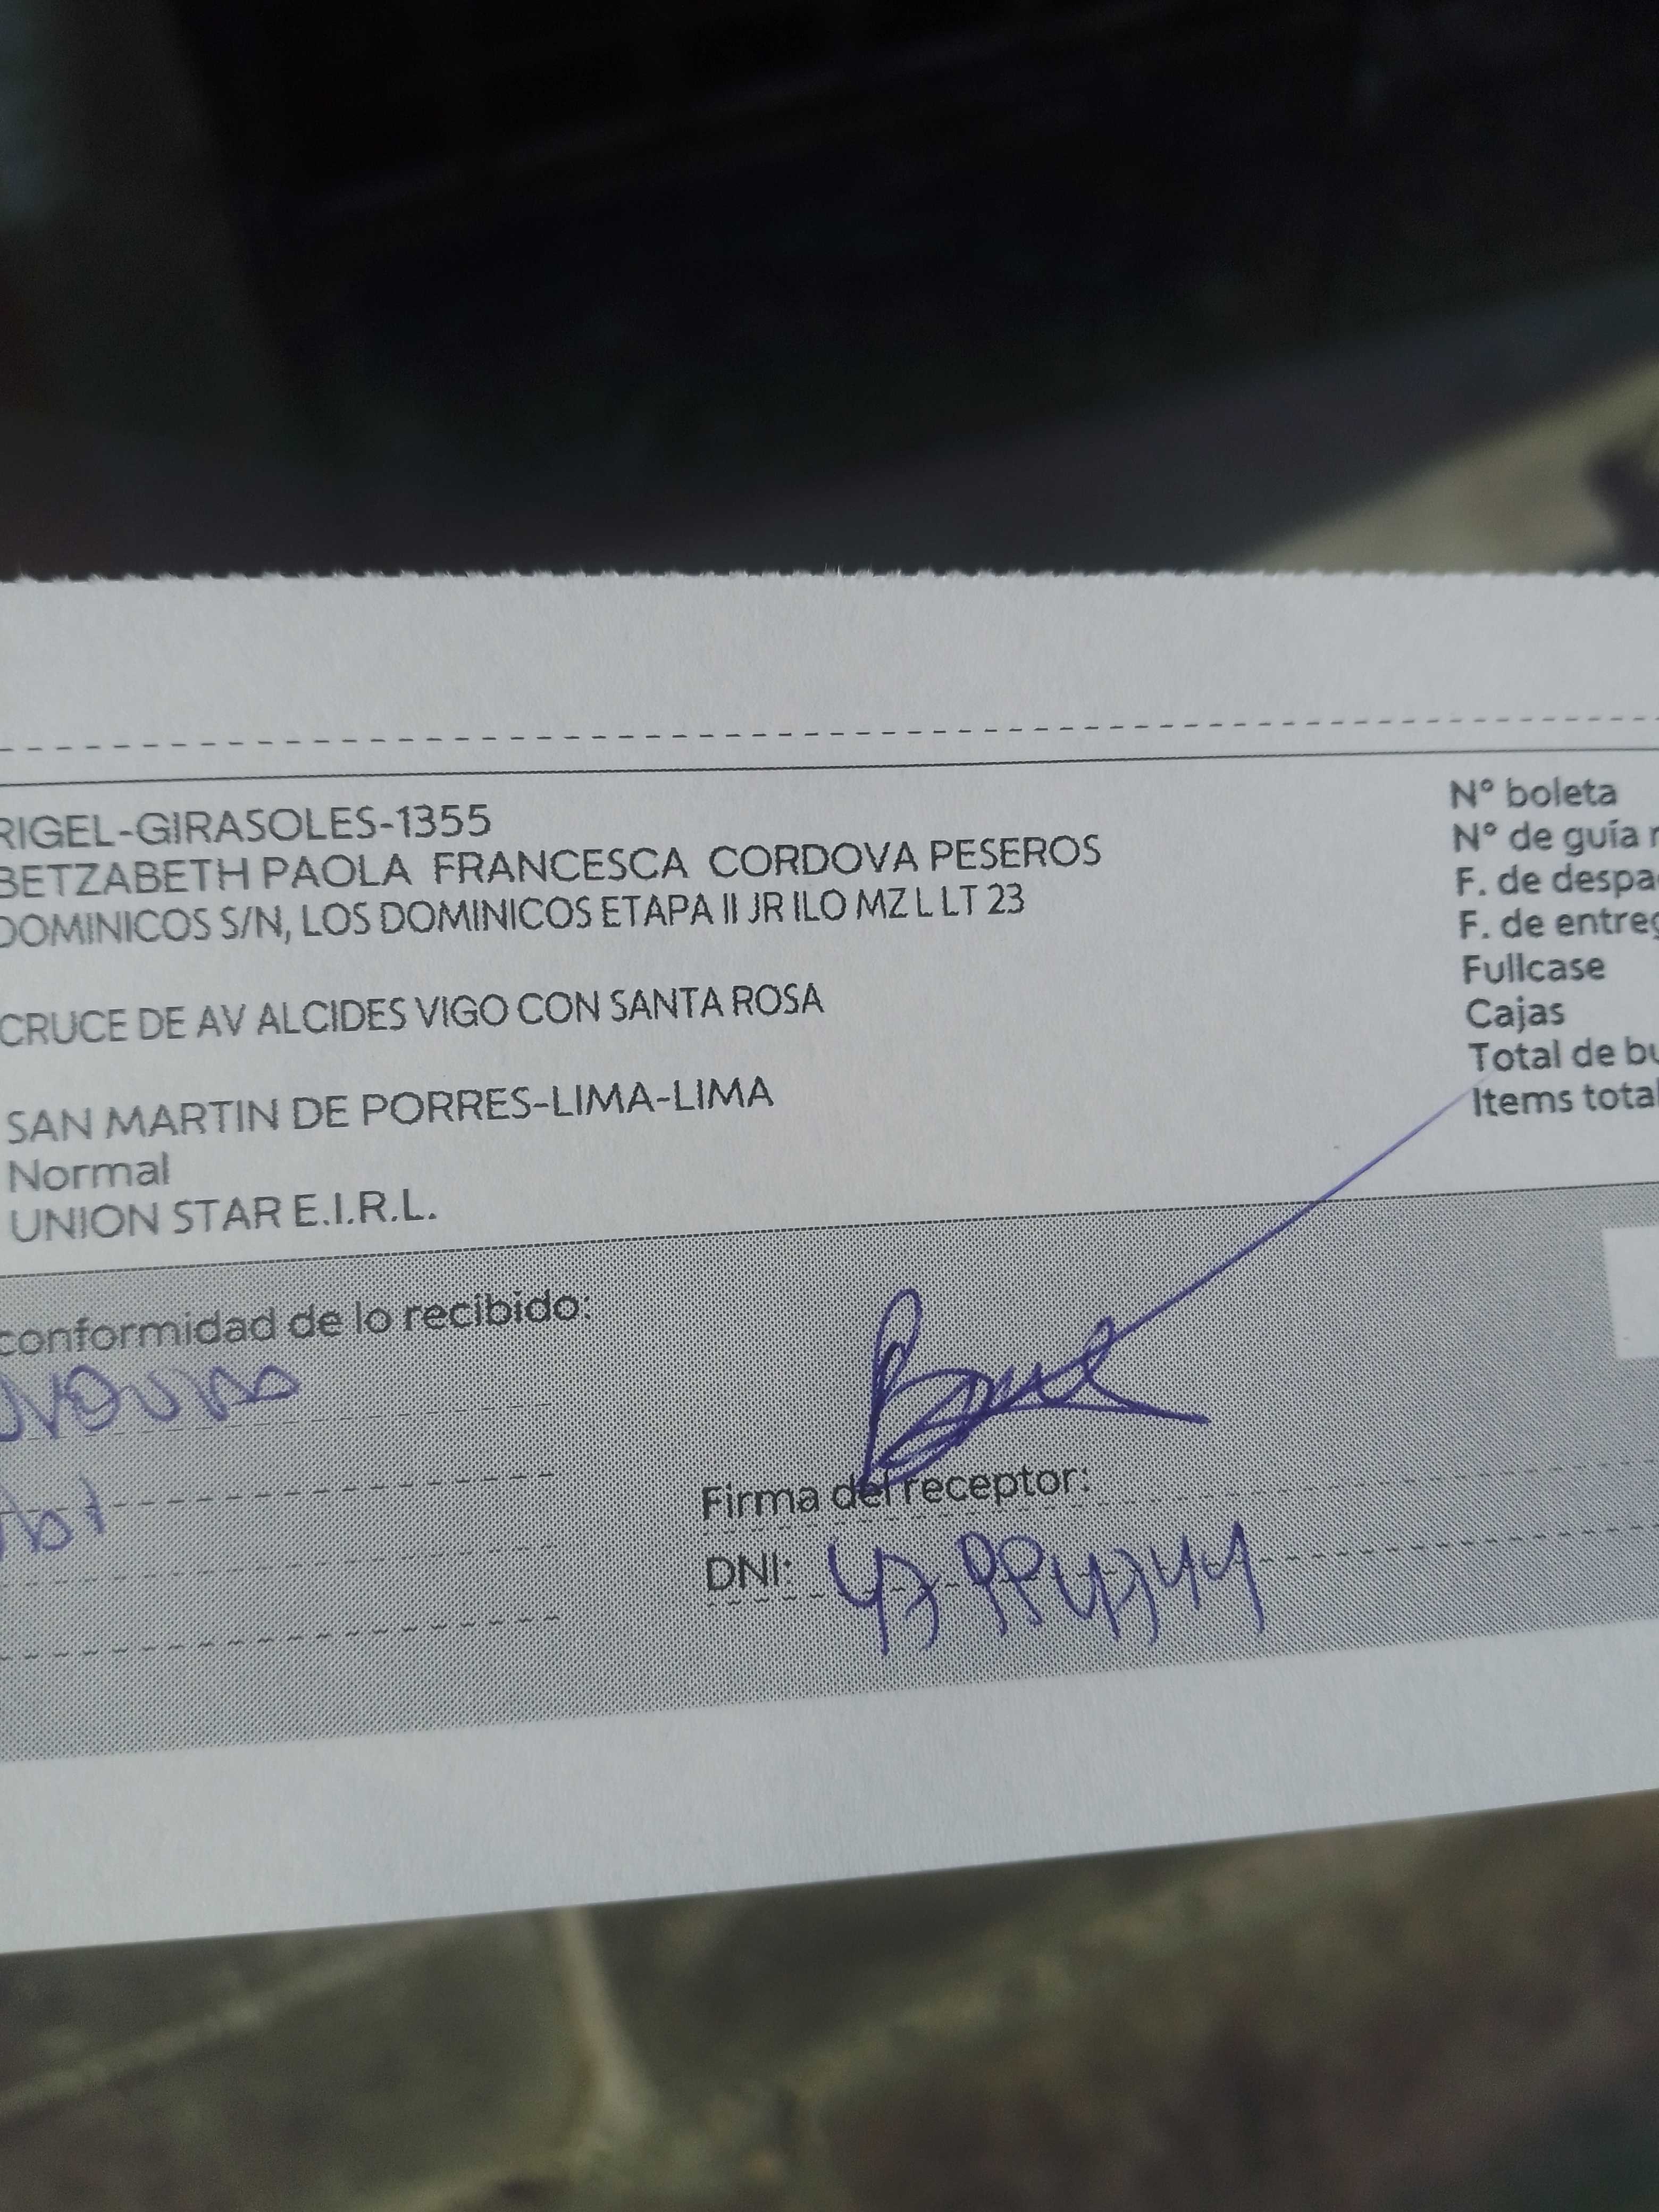 RIGEL-GIRASOLES-1355
BETZABETH PAOLA FRANCESCA CORDOVA PESEROS
DOMINICOS S/N, LOS DOMINICOS ETAPA II JR ILO MZ L LT 23
CRUCE DE AV ALCIDES VIGO CON SANTA ROSA
SAN MARTIN DE PORRES-LIMA-LIMA
Normal
UNION STAR E.I.R.L.
N° boleta
N° de guía r
F. de despa
F. de entreg
Fullcase
Cajas
Total de bu
Items total
conformidad de lo recibido:
Firma del receptor:
DNI: